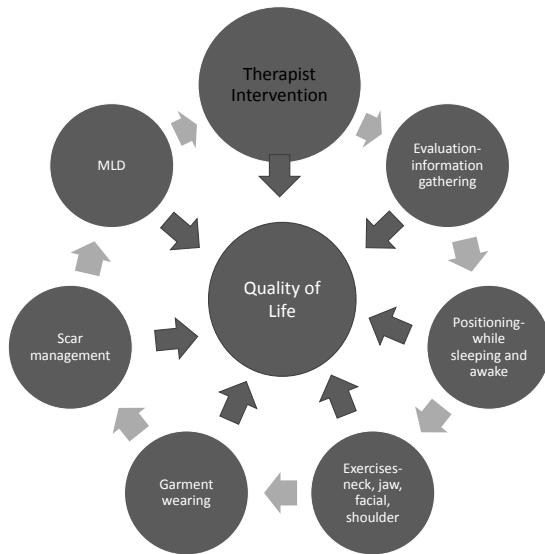 Therapist
Intervention
Evaluation-
information
gathering
Positioning-
while
sleeping and
awake
Exercises-
neck, jaw,
facial,
shoulder
Garment
wearing
Scar
management
MLD
Quality of
Life